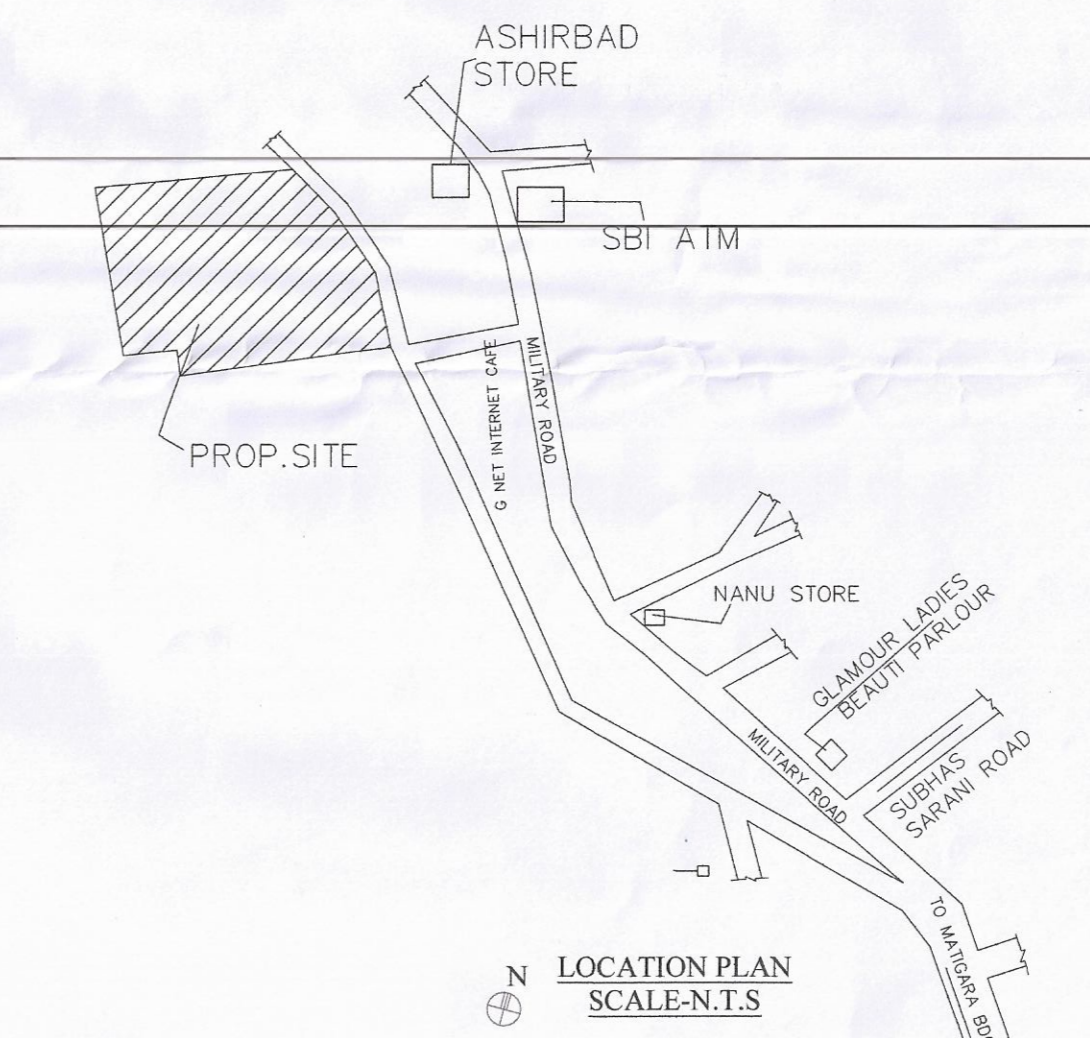 ASHIRBAD
STORE
SBI ATM
PROP.SITE
G NET INTERNET CAFE
MILITARY ROAD
NANU STORE
GLAMOUR LADIES
BEAUTI PARLOUR
MILITARY ROAD
SUBHAS
SARANI ROAD
TO MATIGARA
N
LOCATION PLAN
SCALE-N.T.S